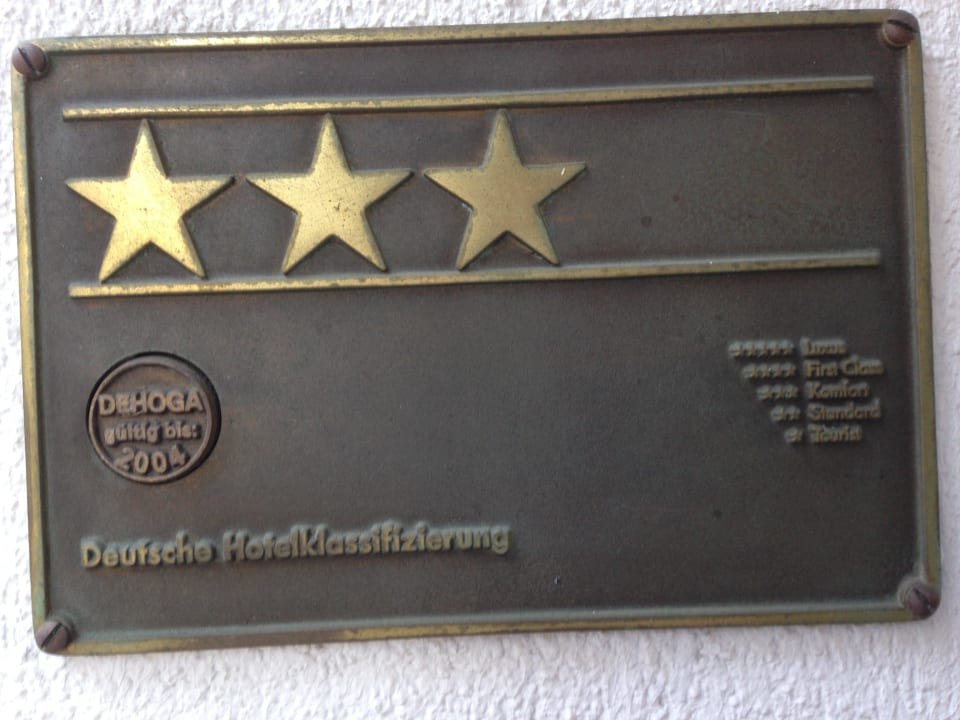 DEHOGA
gültig bis:
2004
Luxus
First Class
Komfort
Standard
Tourist
Deutsche Hotelklassifizierung